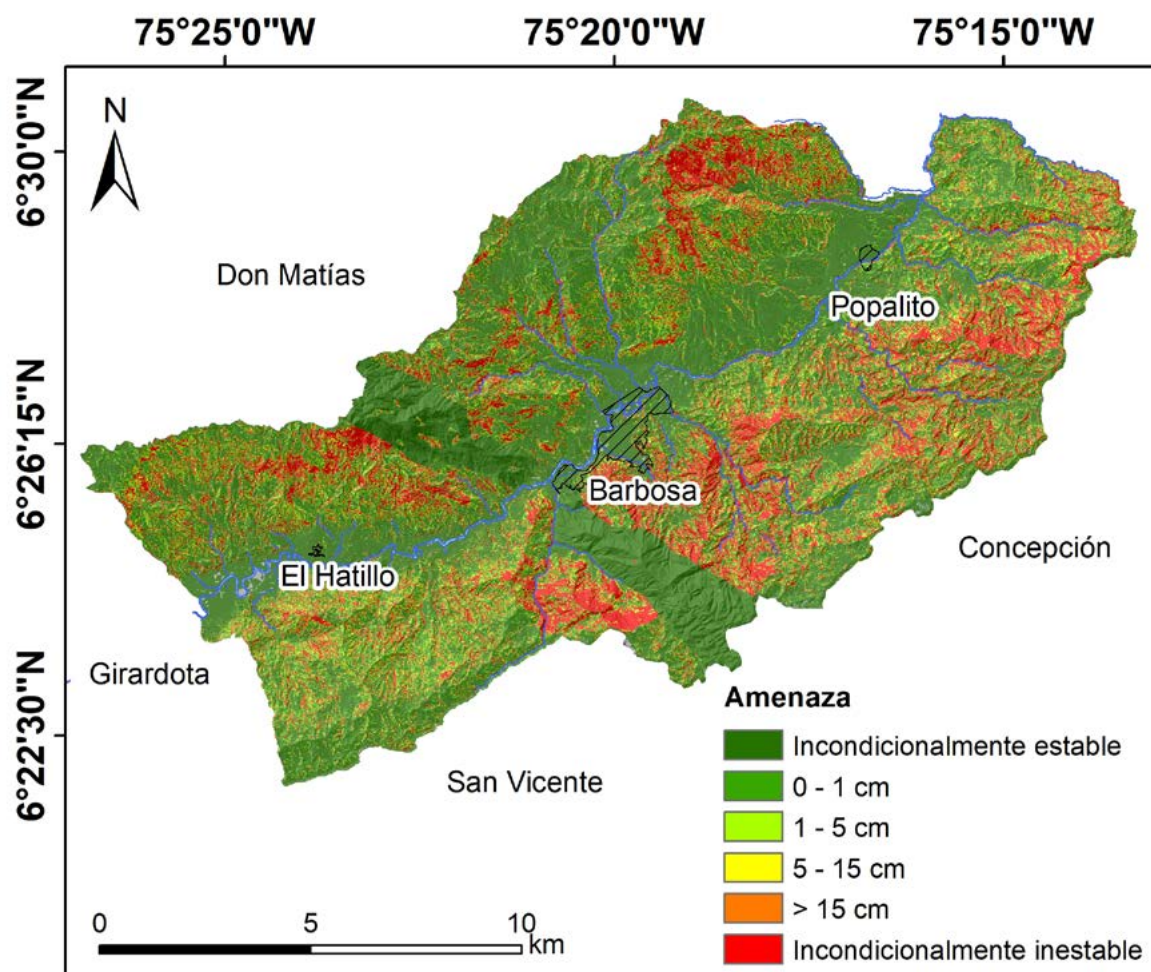 75°25'0"W
75°20'0"W
75°15'0"W
N
6°30'0"N
Don Matías
Popalito
6°26'15"N
Barbosa
Concepción
El Hatillo
Girardota
6°22'30"N
San Vicente
Amenaza
Incondicionalmente estable
0 - 1 cm
1 - 5 cm
5 - 15 cm
> 15 cm
Incondicionalmente inestable
0
5
10
km